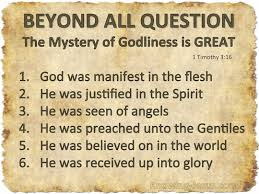 BEYOND ALL QUESTION
The Mystery of Godliness is GREAT
1 Timothy 3:16
1. God was manifest in the flesh
2. He was justified in the Spirit
3. He was seen of angels
4. He was preached unto the Gentiles
5. He was believed on in the world
6. He was received up into glory